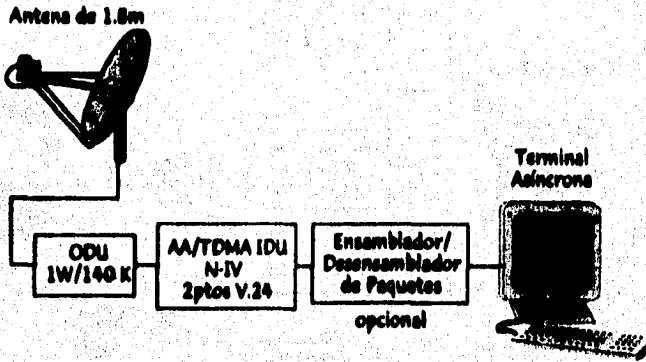 Antena de 1.8m
Terminal
Asíncrona
ODU
1W/140 K
AA/TDMA IDU
N-IV
2ptos V.24
Ensamblador/
Desensamblador
de Paquetes
opcional